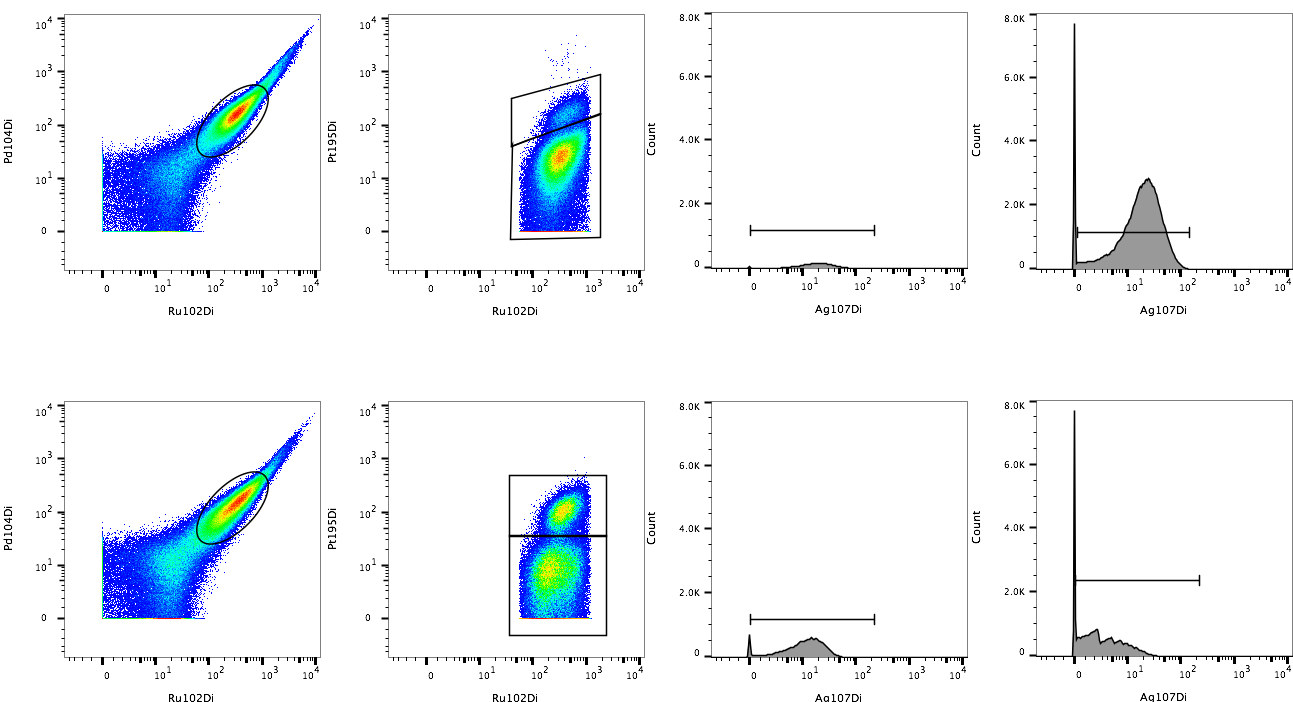 Pd104Di
10⁴
10³
10²
10¹
0
0 10¹ 10² 10³ 10⁴
Ru102Di
Pt195Di
10⁴
10³
10²
10¹
0
0 10¹ 10² 10³ 10⁴
Ru102Di
Count
8.0K
6.0K
4.0K
2.0K
0
0 10¹ 10² 10³ 10⁴
Ag107Di
Count
8.0K
6.0K
4.0K
2.0K
0
0 10¹ 10² 10³ 10⁴
Ag107Di
Pd104Di
10⁴
10³
10²
10¹
0
0 10¹ 10² 10³ 10⁴
Ru102Di
Pt195Di
10⁴
10³
10²
10¹
0
0 10¹ 10² 10³ 10⁴
Ru102Di
Count
8.0K
6.0K
4.0K
2.0K
0
0 10¹ 10² 10³ 10⁴
Ag107Di
Count
8.0K
6.0K
4.0K
2.0K
0
0 10¹ 10² 10³ 10⁴
Ag107Di